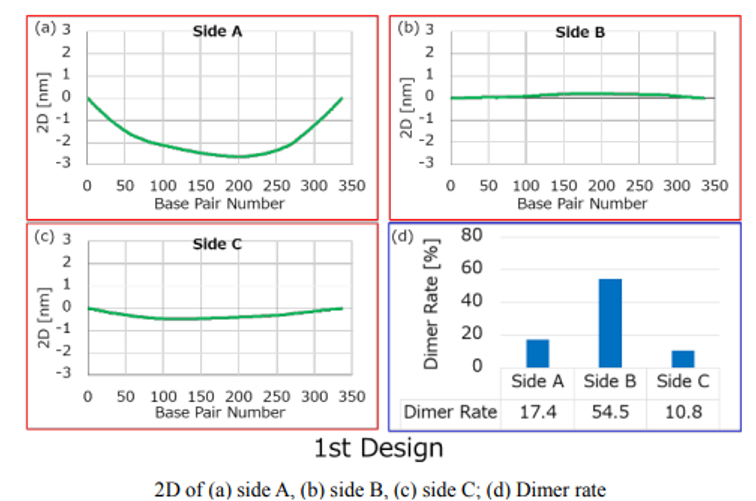 (a)
Side A
3
2
1
0
-1
-2
-3
2D [nm]
0 50 100 150 200 250 300 350
Base Pair Number
(b)
Side B
3
2
1
0
-1
-2
-3
2D [nm]
0 50 100 150 200 250 300 350
Base Pair Number
(c)
Side C
3
2
1
0
-1
-2
-3
2D [nm]
0 50 100 150 200 250 300 350
Base Pair Number
(d)
80
60
40
20
0
Dimer Rate [%]
Side A Side B Side C
Dimer Rate 17.4 54.5 10.8
1st Design
2D of (a) side A, (b) side B, (c) side C; (d) Dimer rate